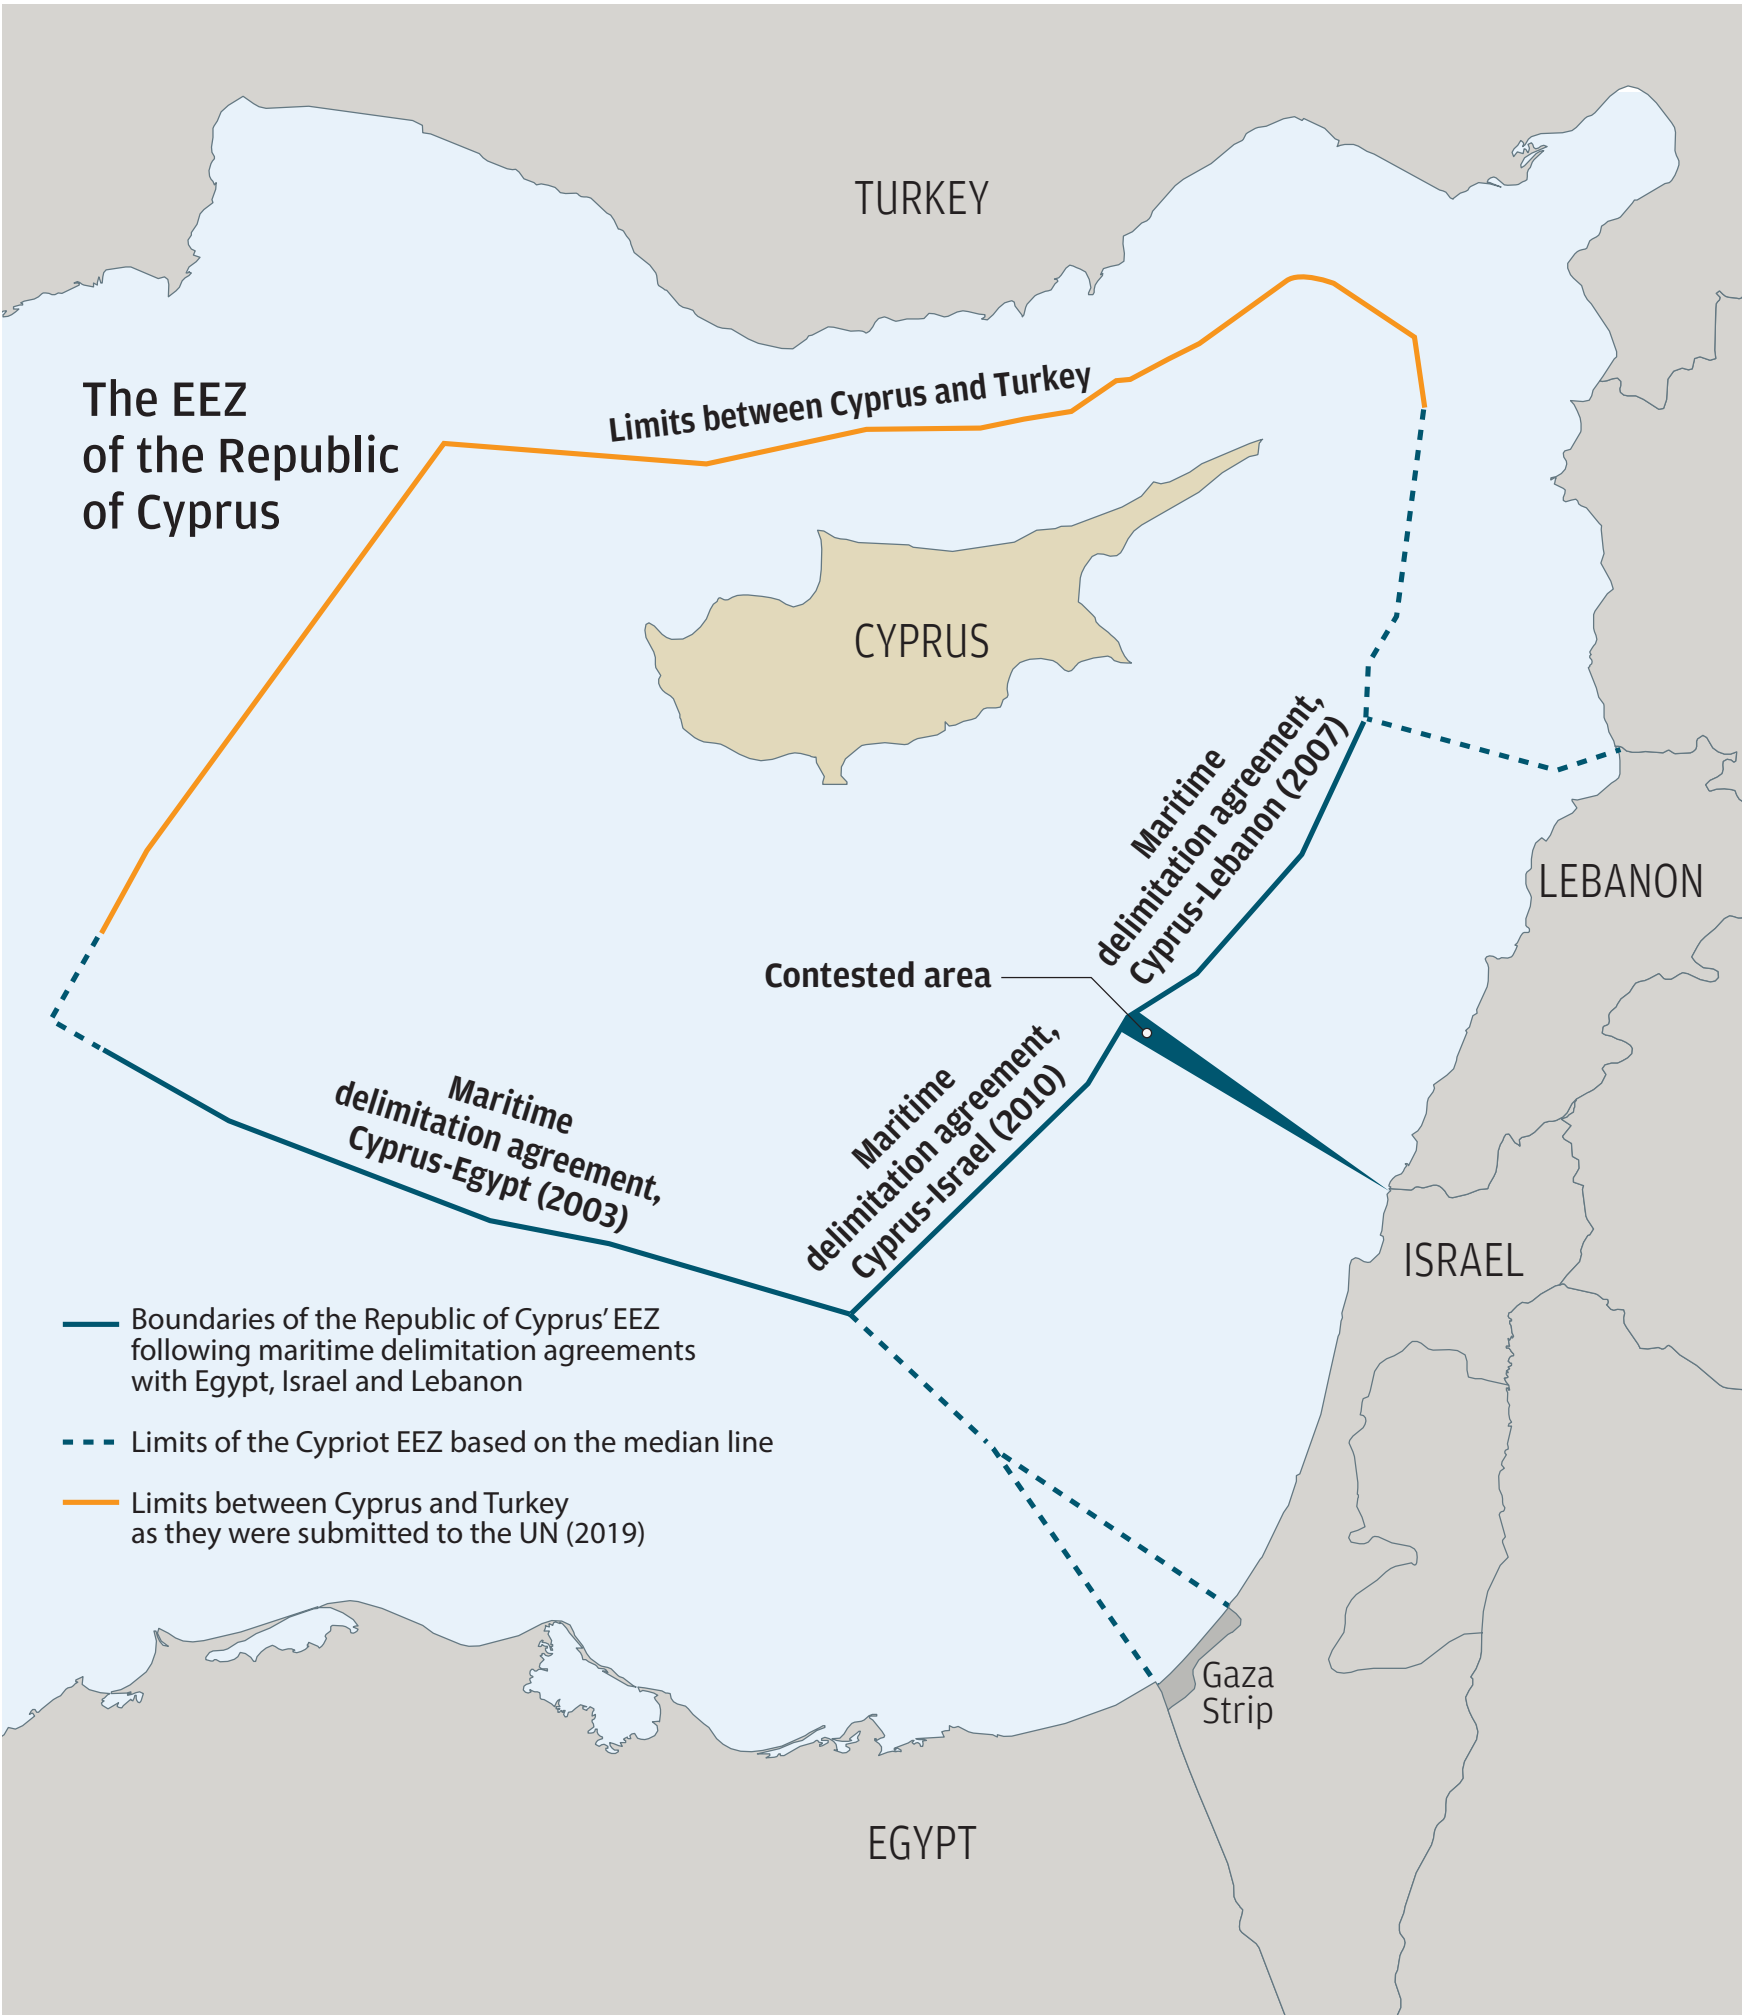 TURKEY
The EEZ
of the Republic
of Cyprus
Limits between Cyprus and Turkey
CYPRUS
Maritime
delimitation agreement,
Cyprus-Lebanon (2007)
LEBANON
Contested area
Maritime
delimitation agreement,
Cyprus-Israel (2010)
Maritime
delimitation agreement,
Cyprus-Egypt (2003)
ISRAEL
Boundaries of the Republic of Cyprus’ EEZ
following maritime delimitation agreements
with Egypt, Israel and Lebanon
Limits of the Cypriot EEZ based on the median line
Limits between Cyprus and Turkey
as they were submitted to the UN (2019)
Gaza
Strip
EGYPT